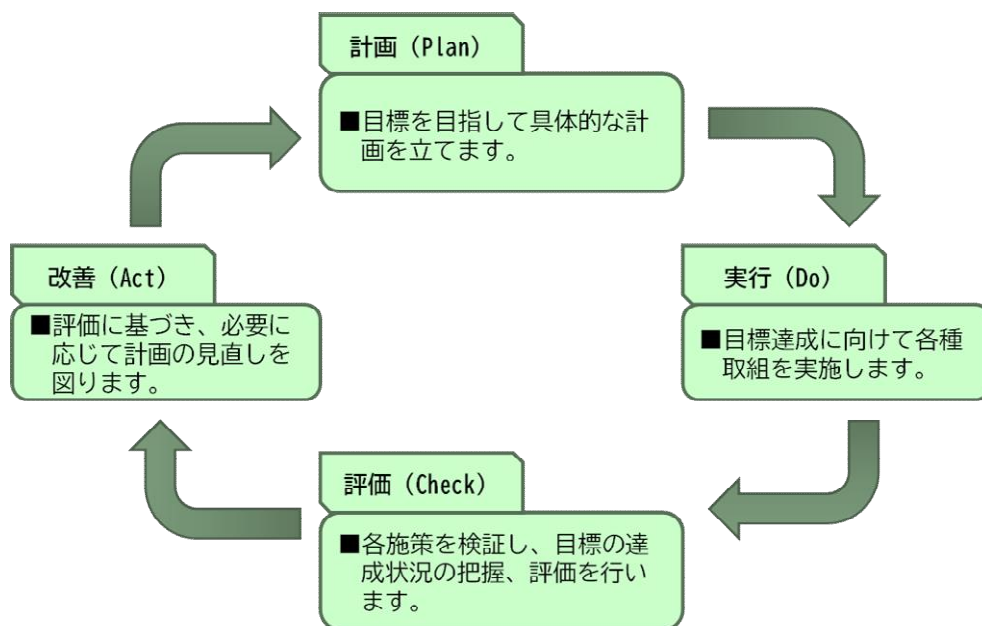 計画（Plan）
■目標を目指して具体的な計
画を立てます。
実行（Do）
■目標達成に向けて各種
取組を実施します。
評価（Check）
■各施策を検証し、目標の達
成状況の把握、評価を行い
ます。
改善（Act）
■評価に基づき、必要に
応じて計画の見直しを
図ります。